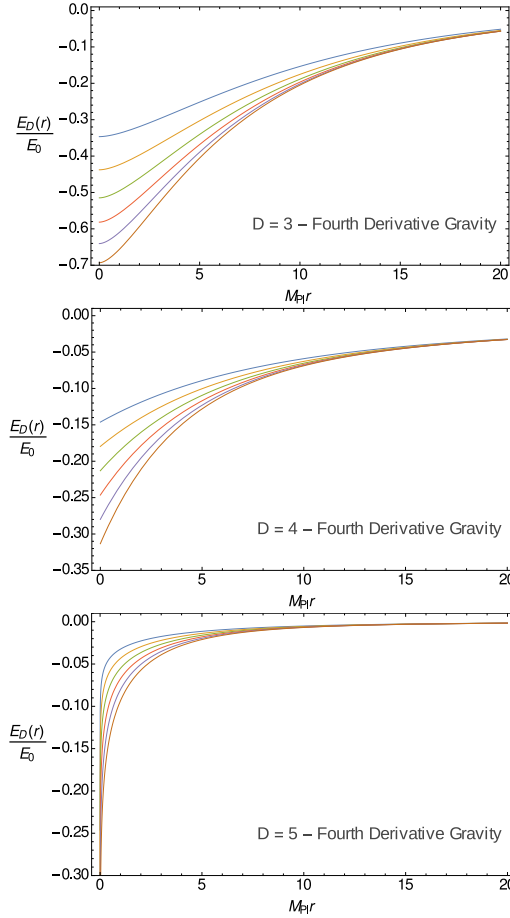 0.0
−0.1
−0.2
−0.3
−0.4
−0.5
−0.6
−0.7
E_D(r)
E_0
D = 3 – Fourth Derivative Gravity
0 5 10 15 20
M_Pl r
0.00
−0.05
−0.10
−0.15
−0.20
−0.25
−0.30
−0.35
E_D(r)
E_0
D = 4 – Fourth Derivative Gravity
0 5 10 15 20
M_Pl r
0.00
−0.05
−0.10
−0.15
−0.20
−0.25
−0.30
E_D(r)
E_0
D = 5 – Fourth Derivative Gravity
0 5 10 15 20
M_Pl r